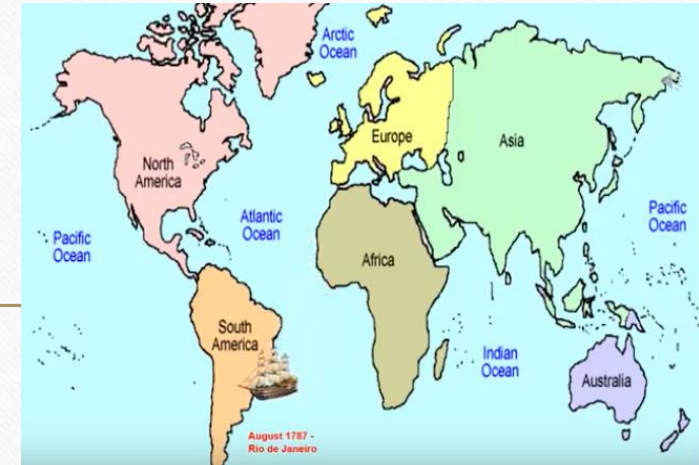 Arctic
Ocean
Europe
Asia
North
America
Atlantic
Ocean
Pacific
Ocean
Pacific
Ocean
Africa
South
America
Indian
Ocean
Australia
August 1787 -
Rio de Janeiro